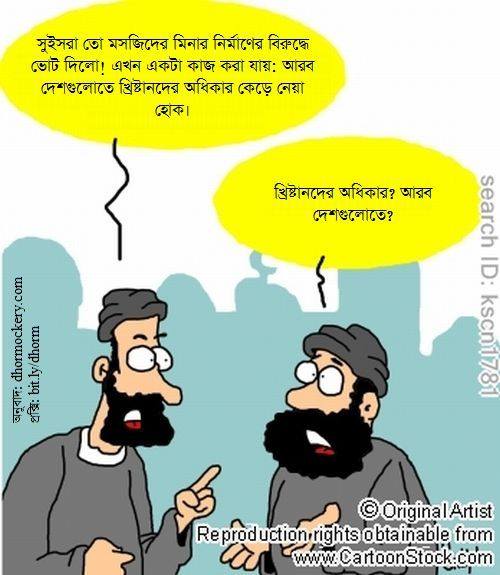 সুইসরা তো মসজিদের মিনার নির্মাণের বিরুদ্ধে
ভোট দিলো! এখন একটা কাজ করা যায়: আরব
দেশগুলোতে খ্রিষ্টানদের অধিকার কেড়ে নেয়া
হোক।
খ্রিষ্টানদের অধিকার? আরব
দেশগুলোতে?
search ID: kscn1781
অনুবাদ: dhormockery.com
প্রক্সি: bit.ly/dhorm
© Original Artist
Reproduction rights obtainable from
www.CartoonStock.com